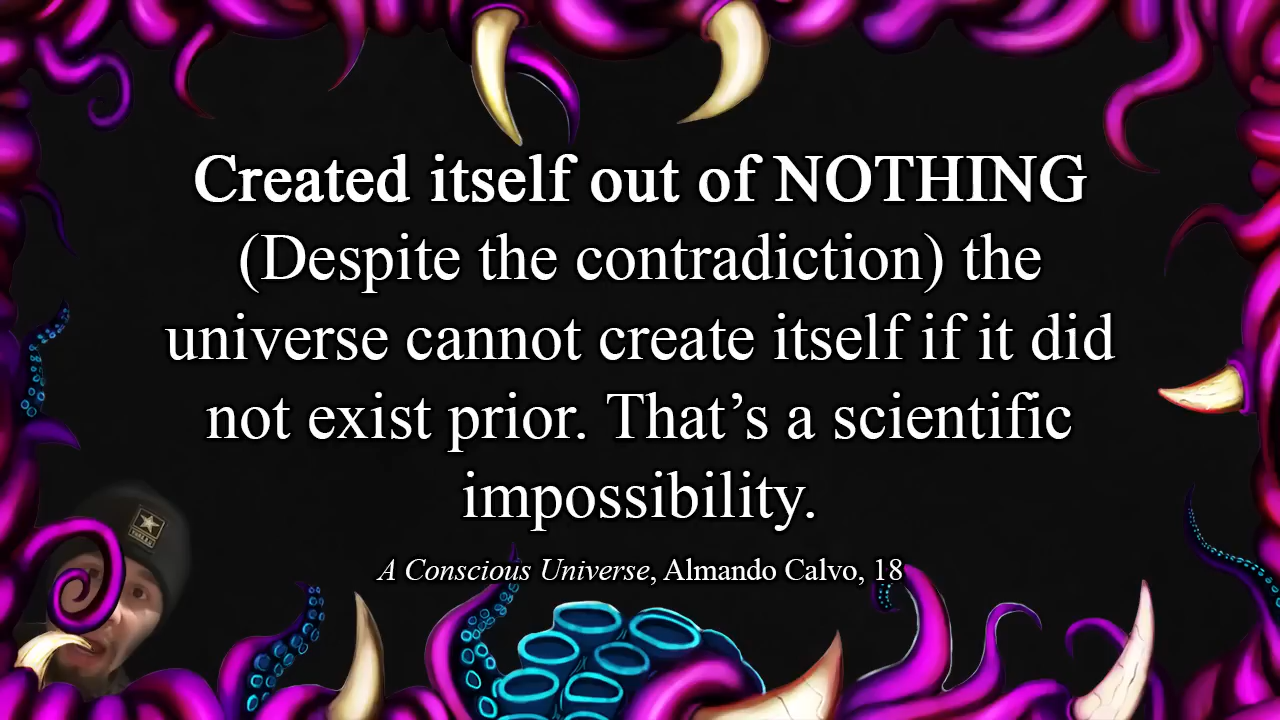 Created itself out of NOTHING
(Despite the contradiction) the
universe cannot create itself if it did
not exist prior. That’s a scientific
impossibility.
A Conscious Universe, Almando Calvo, 18